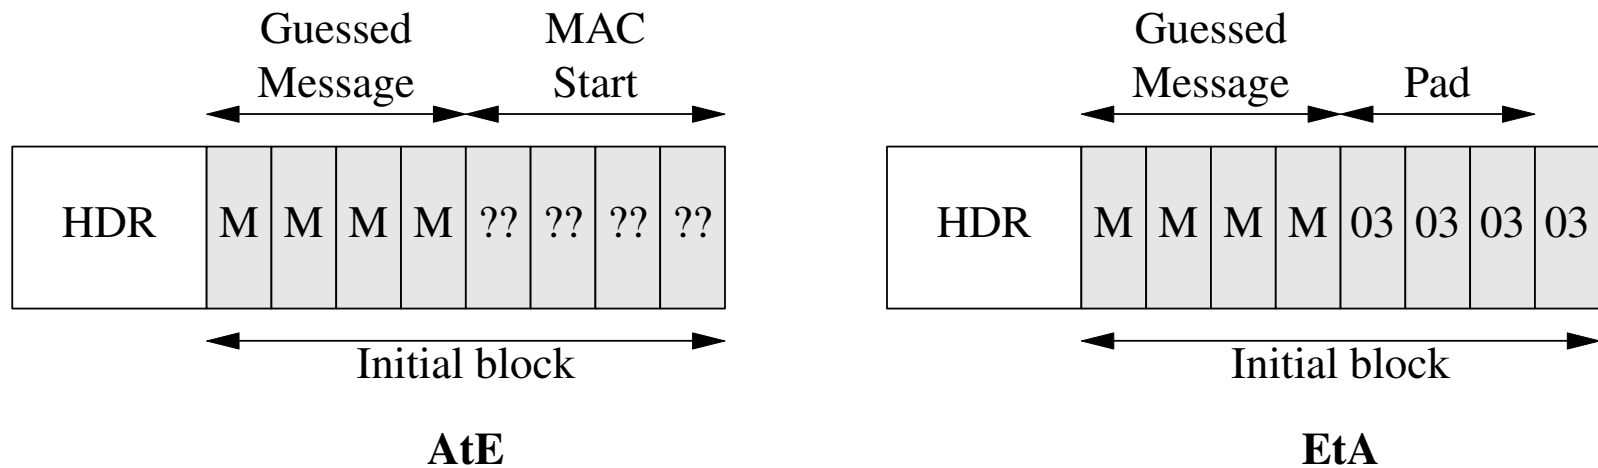 Guessed
Message
MAC
Start
HDR M M M M ?? ?? ?? ??
Initial block
AtE
Guessed
Message
Pad
HDR M M M M 03 03 03 03
Initial block
EtA